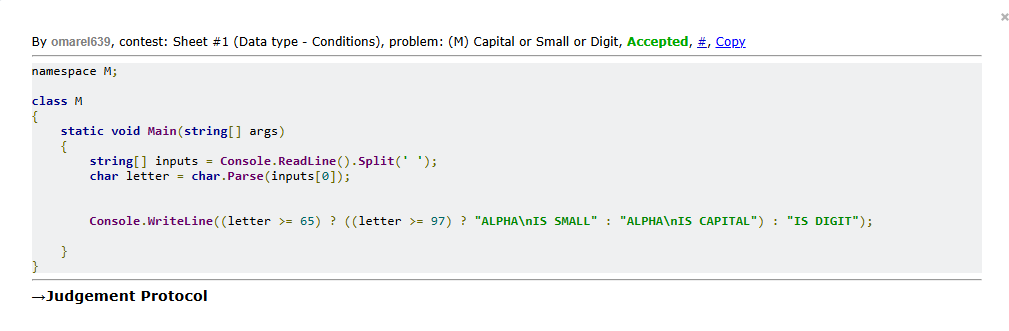 ×
By omarel639, contest: Sheet #1 (Data type - Conditions), problem: (M) Capital or Small or Digit, Accepted, #, Copy
namespace M;
class M
{
    static void Main(string[] args)
    {
        string[] inputs = Console.ReadLine().Split(' ');
        char letter = char.Parse(inputs[0]);
        Console.WriteLine((letter >= 65) ? ((letter >= 97) ? "ALPHA\nIS SMALL" : "ALPHA\nIS CAPITAL") : "IS DIGIT");
    }
}
→Judgement Protocol